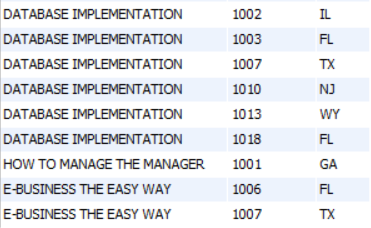 DATABASE IMPLEMENTATION 1002 IL
DATABASE IMPLEMENTATION 1003 FL
DATABASE IMPLEMENTATION 1007 TX
DATABASE IMPLEMENTATION 1010 NJ
DATABASE IMPLEMENTATION 1013 WY
DATABASE IMPLEMENTATION 1018 FL
HOW TO MANAGE THE MANAGER 1001 GA
E-BUSINESS THE EASY WAY 1006 FL
E-BUSINESS THE EASY WAY 1007 TX